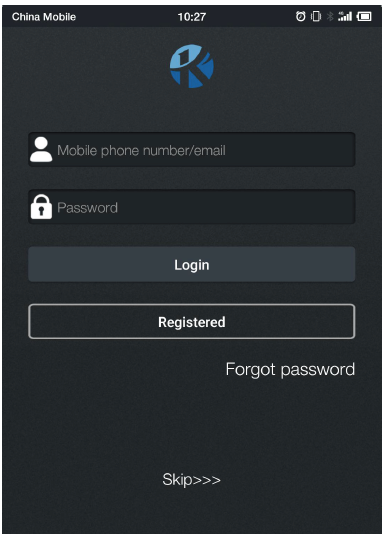 China Mobile 10:27
Mobile phone number/email
Password
Login
Registered
Forgot password
Skip>>>